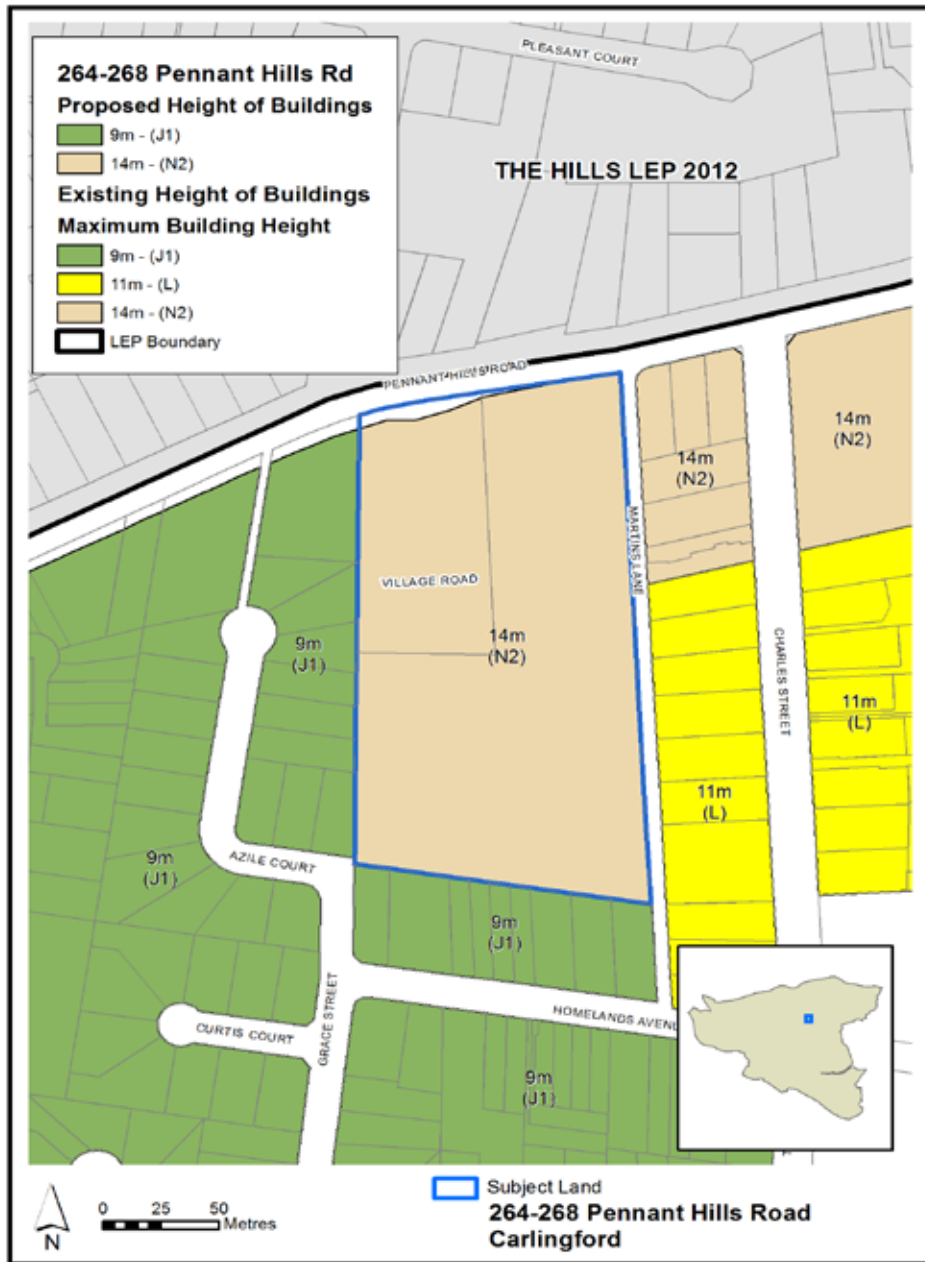 264-268 Pennant Hills Rd
Proposed Height of Buildings
9m - (J1)
14m - (N2)
Existing Height of Buildings
Maximum Building Height
9m - (J1)
11m - (L)
14m - (N2)
LEP Boundary
PLEASANT COURT
THE HILLS LEP 2012
PENNANT HILLS ROAD
14m
(N2)
14m
(N2)
MARTINS LANE
VILLAGE ROAD
14m
(N2)
9m
(J1)
CHARLES STREET
11m
(L)
11m
(L)
AZILE COURT
9m
(J1)
9m
(J1)
GRACE STREET
HOMELANDS AVENU
CURTIS COURT
9m
(J1)
N
0 25 50
Metres
Subject Land
264-268 Pennant Hills Road
Carlingford